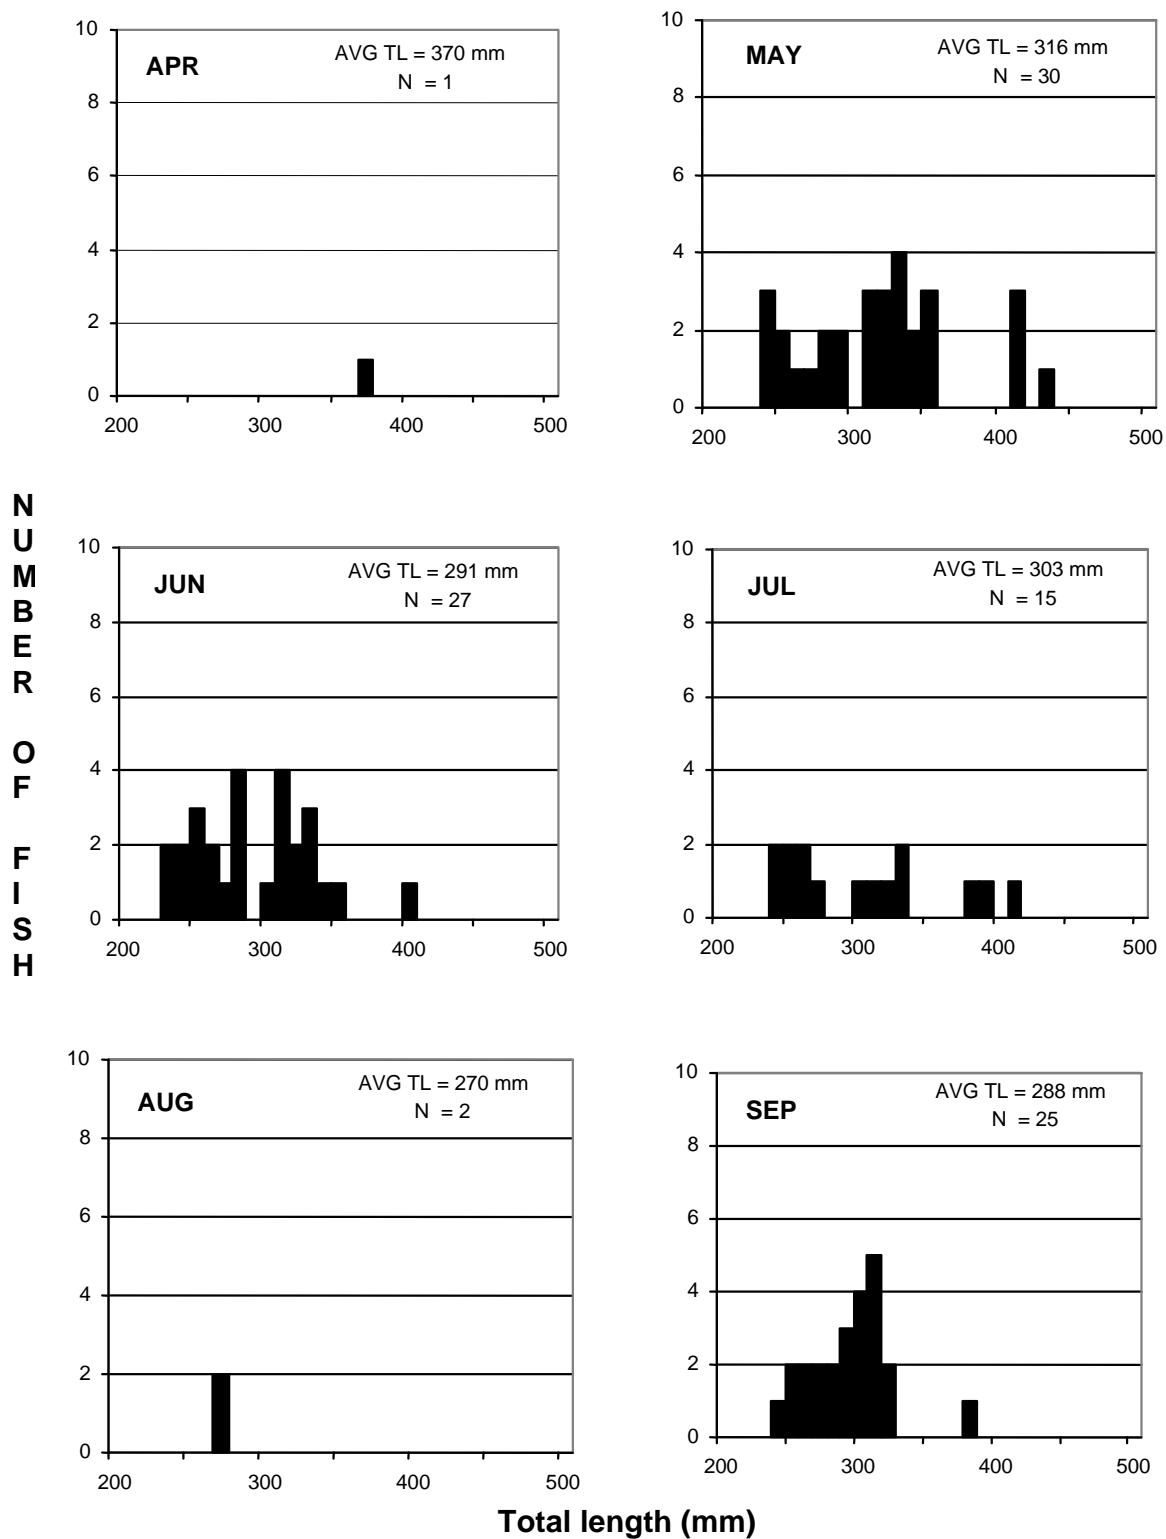 10
8
6
4
2
0
200 300 400 500
APR
AVG TL = 370 mm
N = 1
10
8
6
4
2
0
200 300 400 500
MAY
AVG TL = 316 mm
N = 30
NUMBER OF FISH
10
8
6
4
2
0
200 300 400 500
JUN
AVG TL = 291 mm
N = 27
10
8
6
4
2
0
200 300 400 500
JUL
AVG TL = 303 mm
N = 15
10
8
6
4
2
0
200 300 400 500
AUG
AVG TL = 270 mm
N = 2
10
8
6
4
2
0
200 300 400 500
SEP
AVG TL = 288 mm
N = 25
Total length (mm)